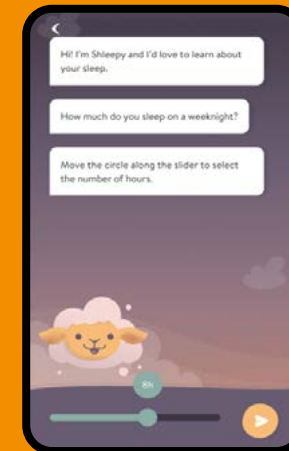 Hi! I'm Shleepy and I'd love to learn about
your sleep.
How much do you sleep on a weeknight?
Move the circle along the slider to select
the number of hours.
8h